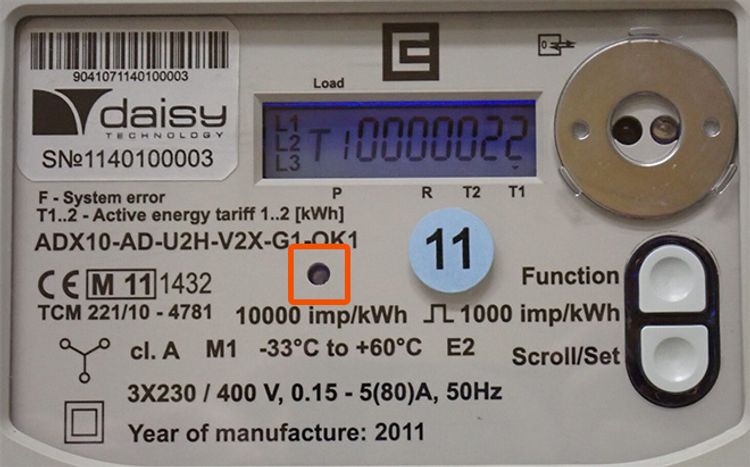 9041071140100003
daisy
TECHNOLOGY
SNº1140100003
Load
L1
L2
L3
T10000022
P R T2 T1
F - System error
T1..2 - Active energy tariff 1..2 [kWh]
ADX10-AD-U2H-V2X-G1-OK1
11
CE M 11 1432
Function
TCM 221/10 - 4781
10000 imp/kWh 1000 imp/kWh
cl. A M1 -33°C to +60°C E2
Scroll/Set
3X230 / 400 V, 0.15 - 5(80)A, 50Hz
Year of manufacture: 2011